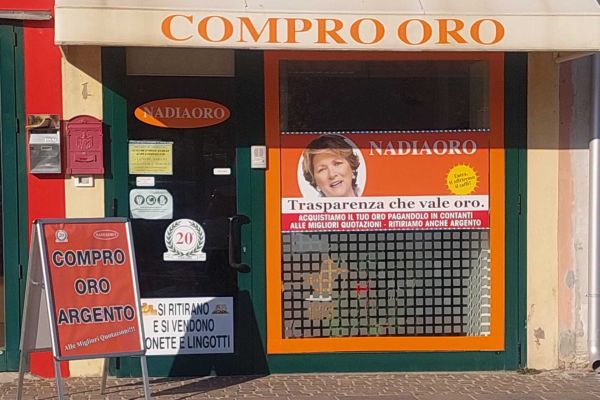 COMPRO ORO
NADIAORO
NADIAORO
Trasparenza che vale oro.
ACQUISTIAMO IL TUO ORO PAGANDOLO IN CONTANTI
ALLE MIGLIORI QUOTAZIONI - RITIRIAMO ANCHE ARGENTO
20
SI RITIRANO
E SI VENDONO
MONETE E LINGOTTI
NADIAORO
COMPRO
ORO
ARGENTO
Alle Migliori Quotazioni!!!